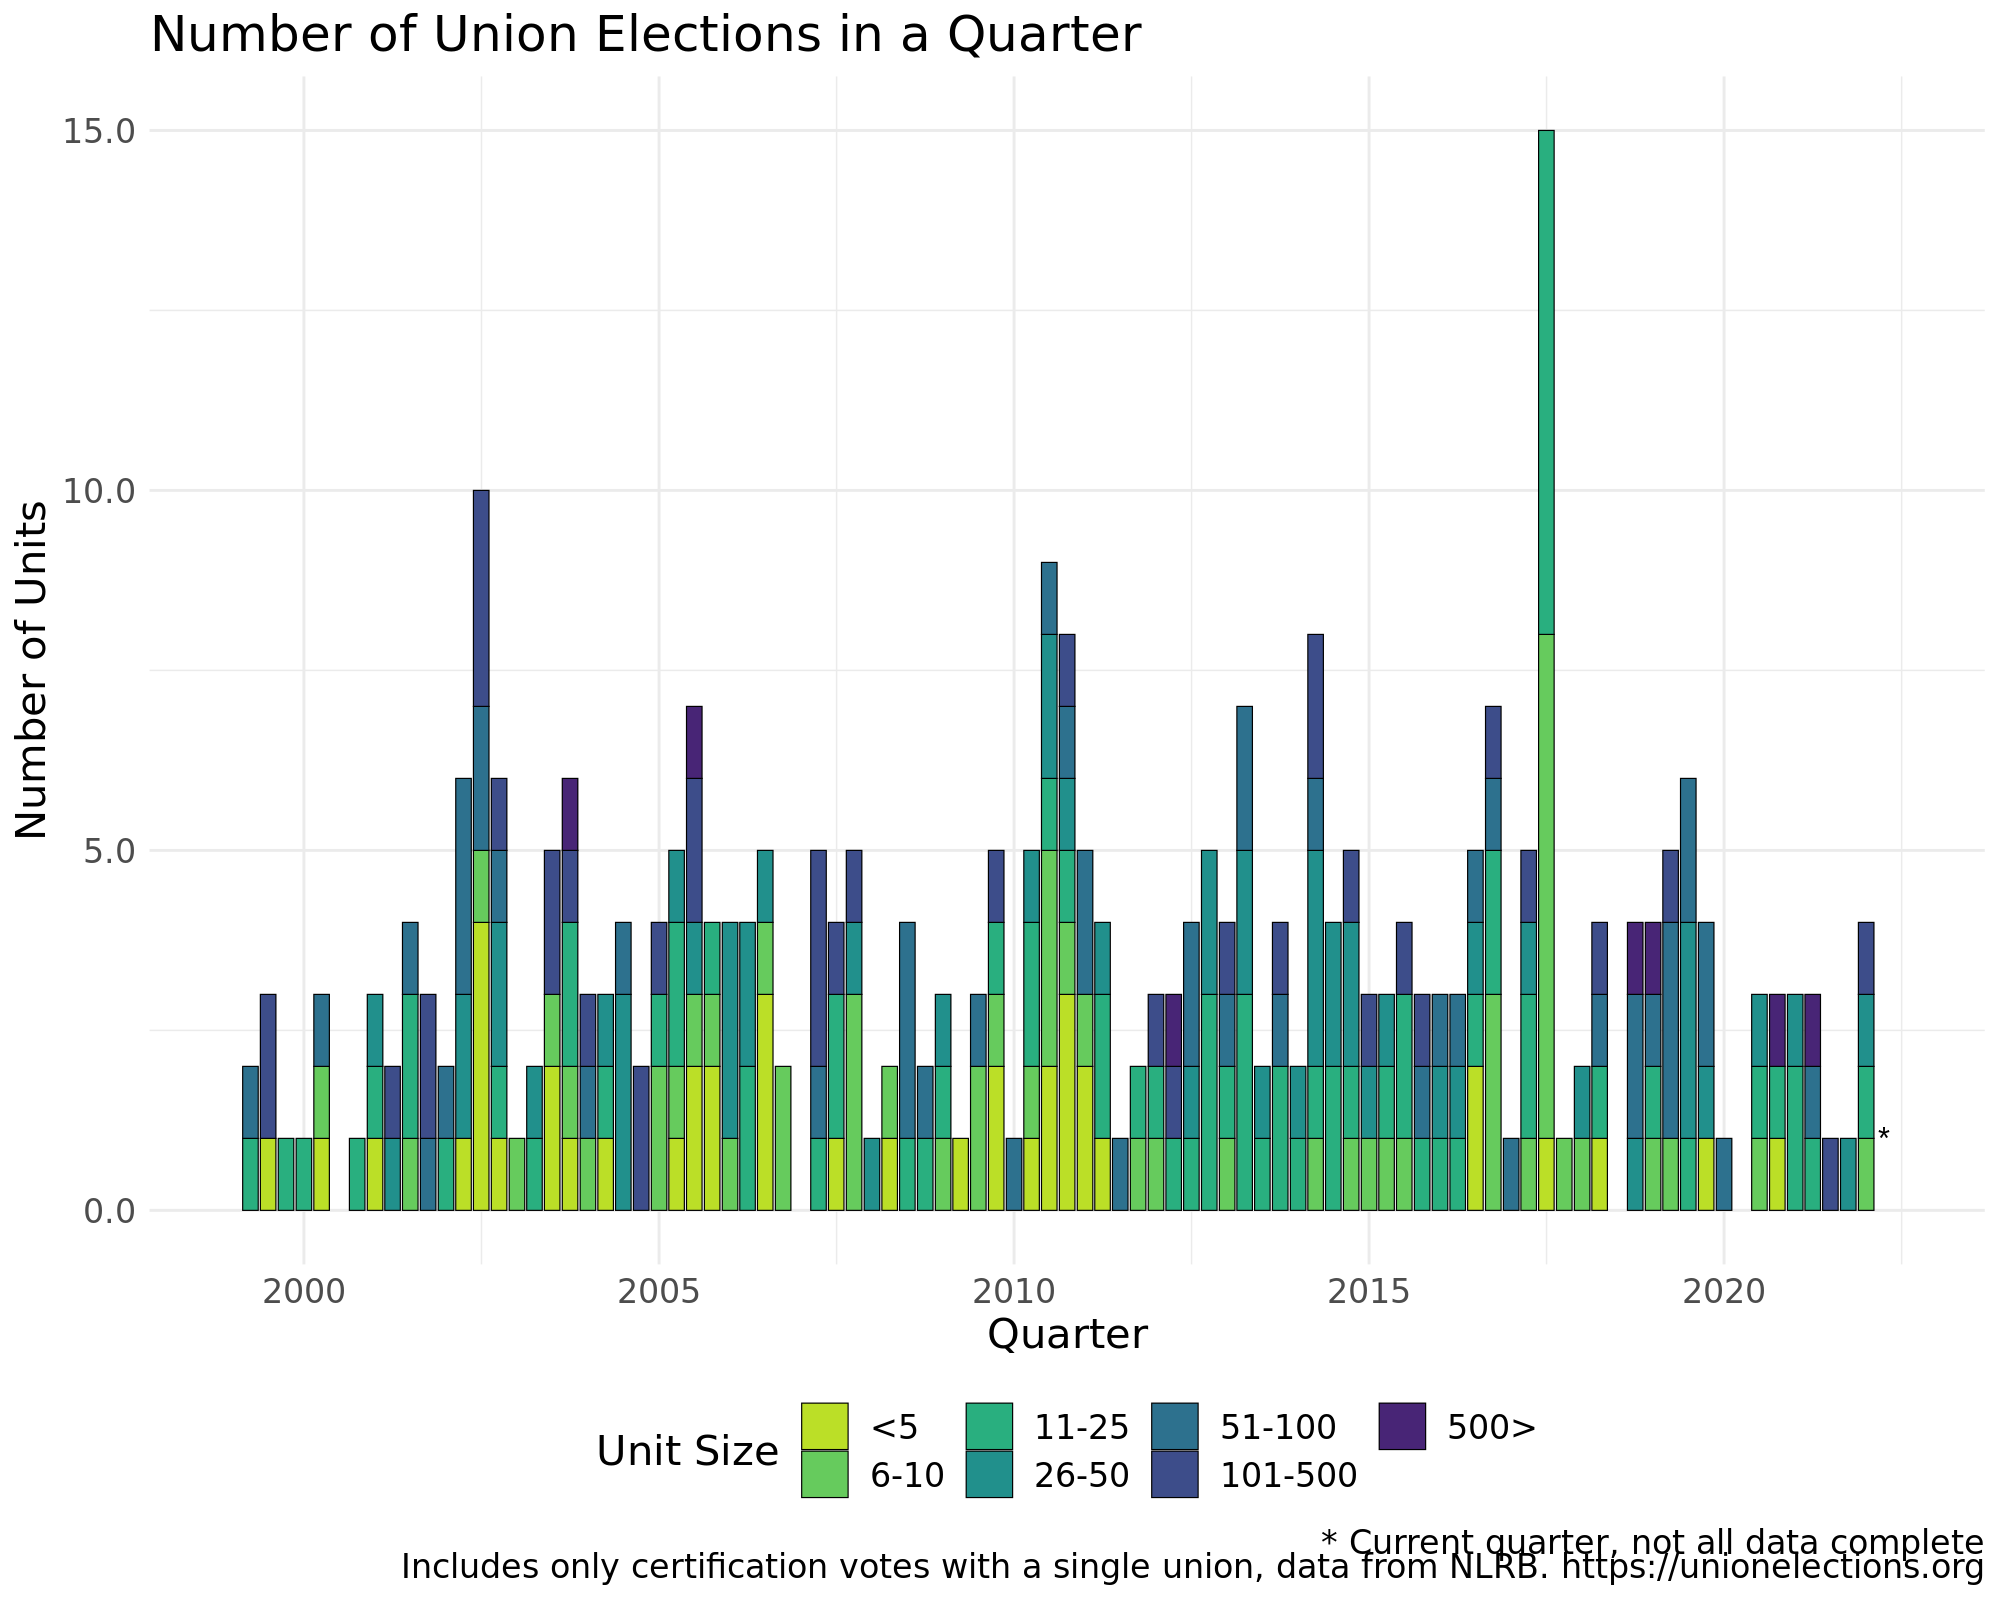 Number of Union Elections in a Quarter
15.0
10.0
5.0
0.0
Number of Units
*
2000 2005 2010 2015 2020
Quarter
Unit Size
<5 11-25 51-100 500>
6-10 26-50 101-500
* Current quarter, not all data complete
Includes only certification votes with a single union, data from NLRB. https://unionelections.org